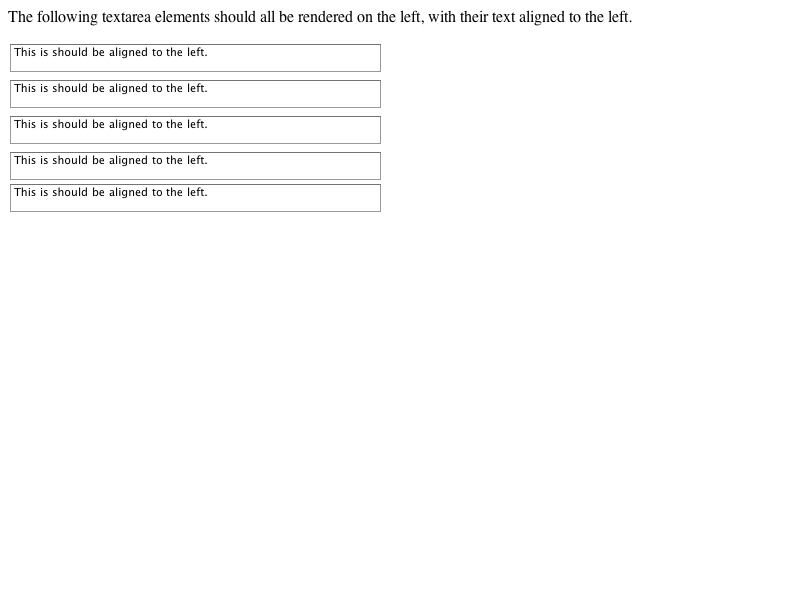 The following textarea elements should all be rendered on the left, with their text aligned to the left.
This is should be aligned to the left.
This is should be aligned to the left.
This is should be aligned to the left.
This is should be aligned to the left.
This is should be aligned to the left.